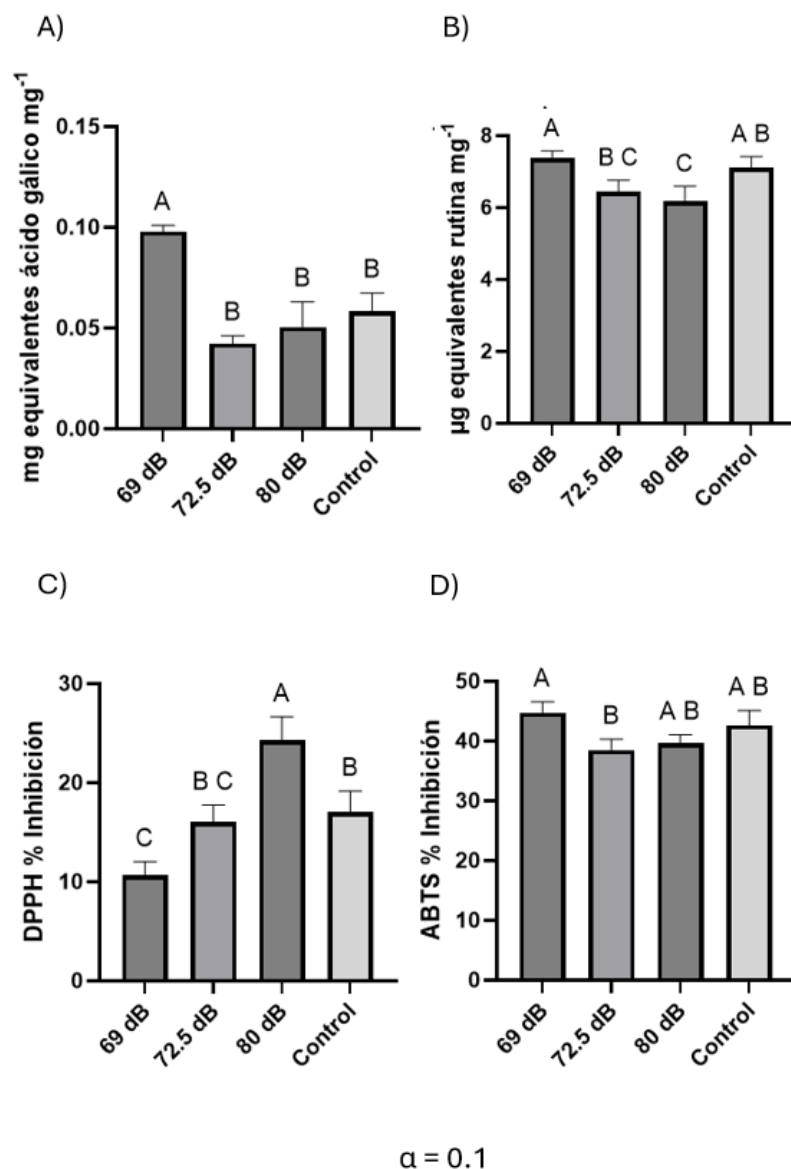 A)
mg equivalentes ácido gálico mg⁻¹
0.15
0.10
0.05
0.00
A
B
B
B
69 dB
72.5 dB
80 dB
Control
B)
µg equivalentes rutina mg⁻¹
8
6
4
2
0
A
B C
C
A B
69 dB
72.5 dB
80 dB
Control
C)
DPPH % Inhibición
30
20
10
0
C
B C
A
B
69 dB
72.5 dB
80 dB
Control
D)
ABTS % Inhibición
50
40
30
20
10
0
A
B
A B
A B
69 dB
72.5 dB
80 dB
Control
α = 0.1